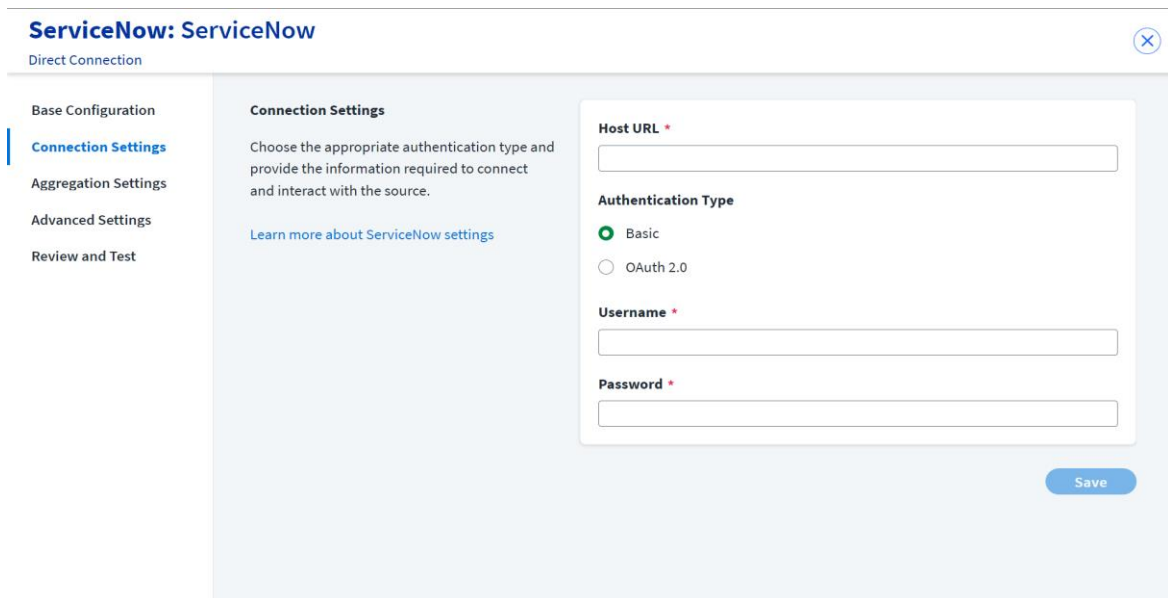 ServiceNow: ServiceNow
Direct Connection
Base Configuration
Connection Settings
Aggregation Settings
Advanced Settings
Review and Test
Connection Settings
Choose the appropriate authentication type and
provide the information required to connect
and interact with the source.
Learn more about ServiceNow settings
Host URL *
Authentication Type
Basic
OAuth 2.0
Username *
Password *
Save